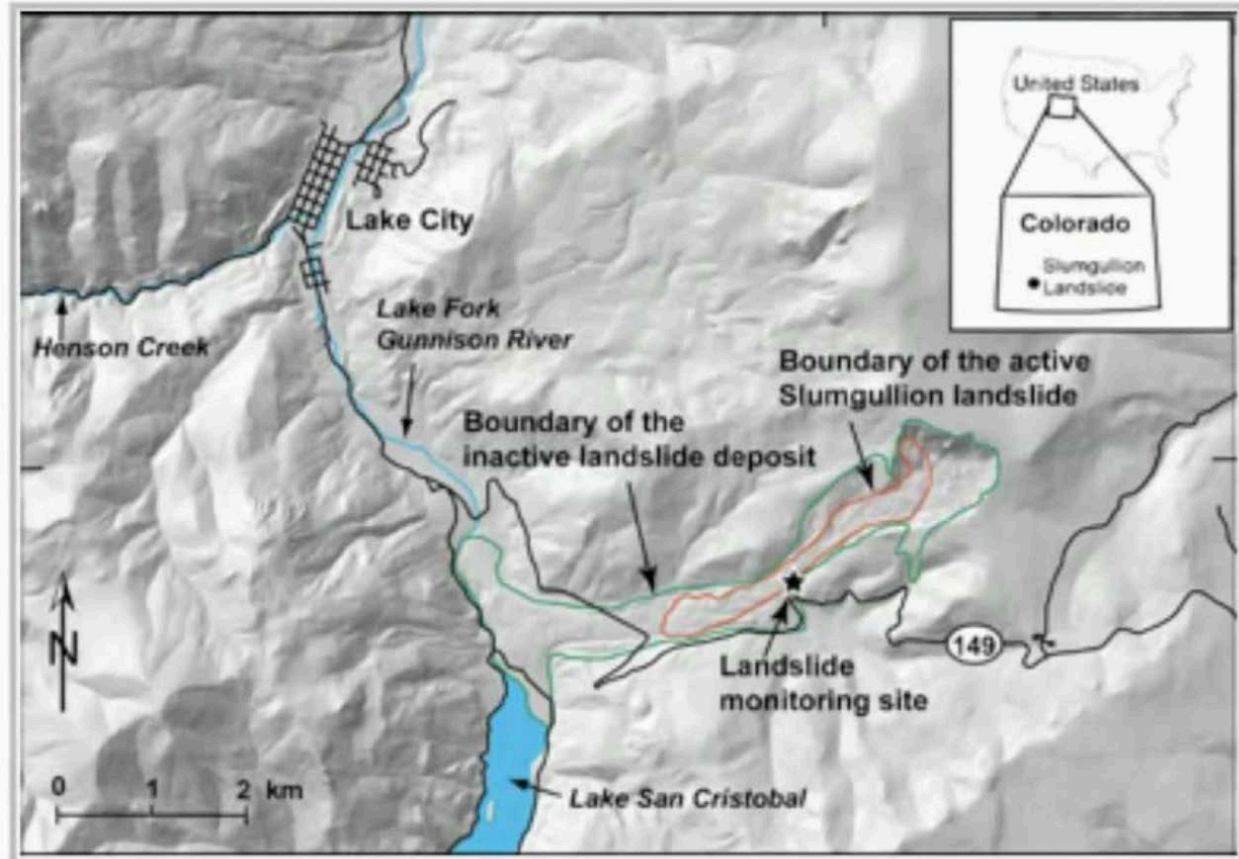 United States
Colorado
Slumgullion
Landslide
Lake City
Henson Creek
Lake Fork
Gunnison River
Boundary of the active
Slumgullion landslide
Boundary of the
inactive landslide deposit
N
149
Landslide
monitoring site
0 1 2 km
Lake San Cristobal